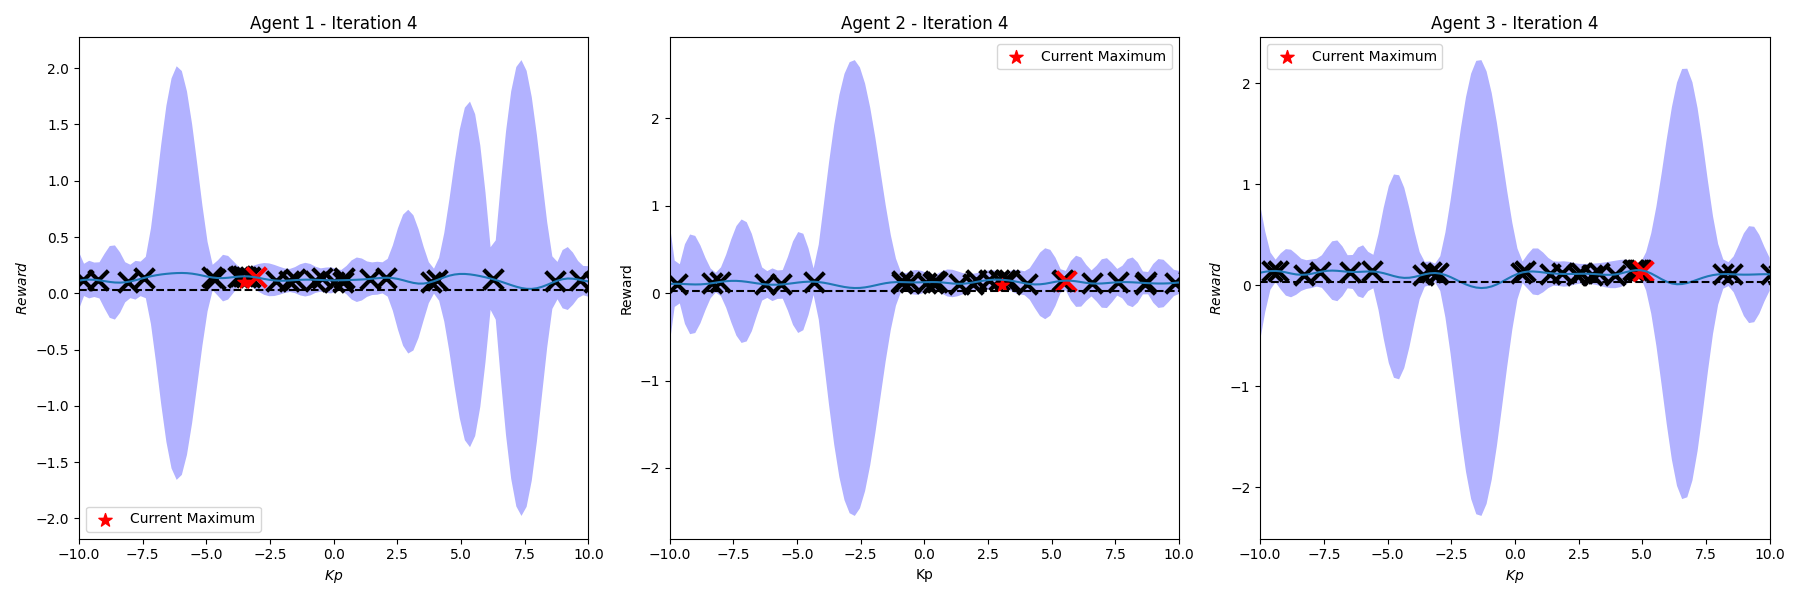 Agent 1 - Iteration 4
Reward
2.0
1.5
1.0
0.5
0.0
−0.5
−1.0
−1.5
−2.0
Current Maximum
−10.0 −7.5 −5.0 −2.5 0.0 2.5 5.0 7.5 10.0
Kp
Agent 2 - Iteration 4
Current Maximum
Reward
2
1
0
−1
−2
−10.0 −7.5 −5.0 −2.5 0.0 2.5 5.0 7.5 10.0
Kp
Agent 3 - Iteration 4
Current Maximum
Reward
2
1
0
−1
−2
−10.0 −7.5 −5.0 −2.5 0.0 2.5 5.0 7.5 10.0
Kp